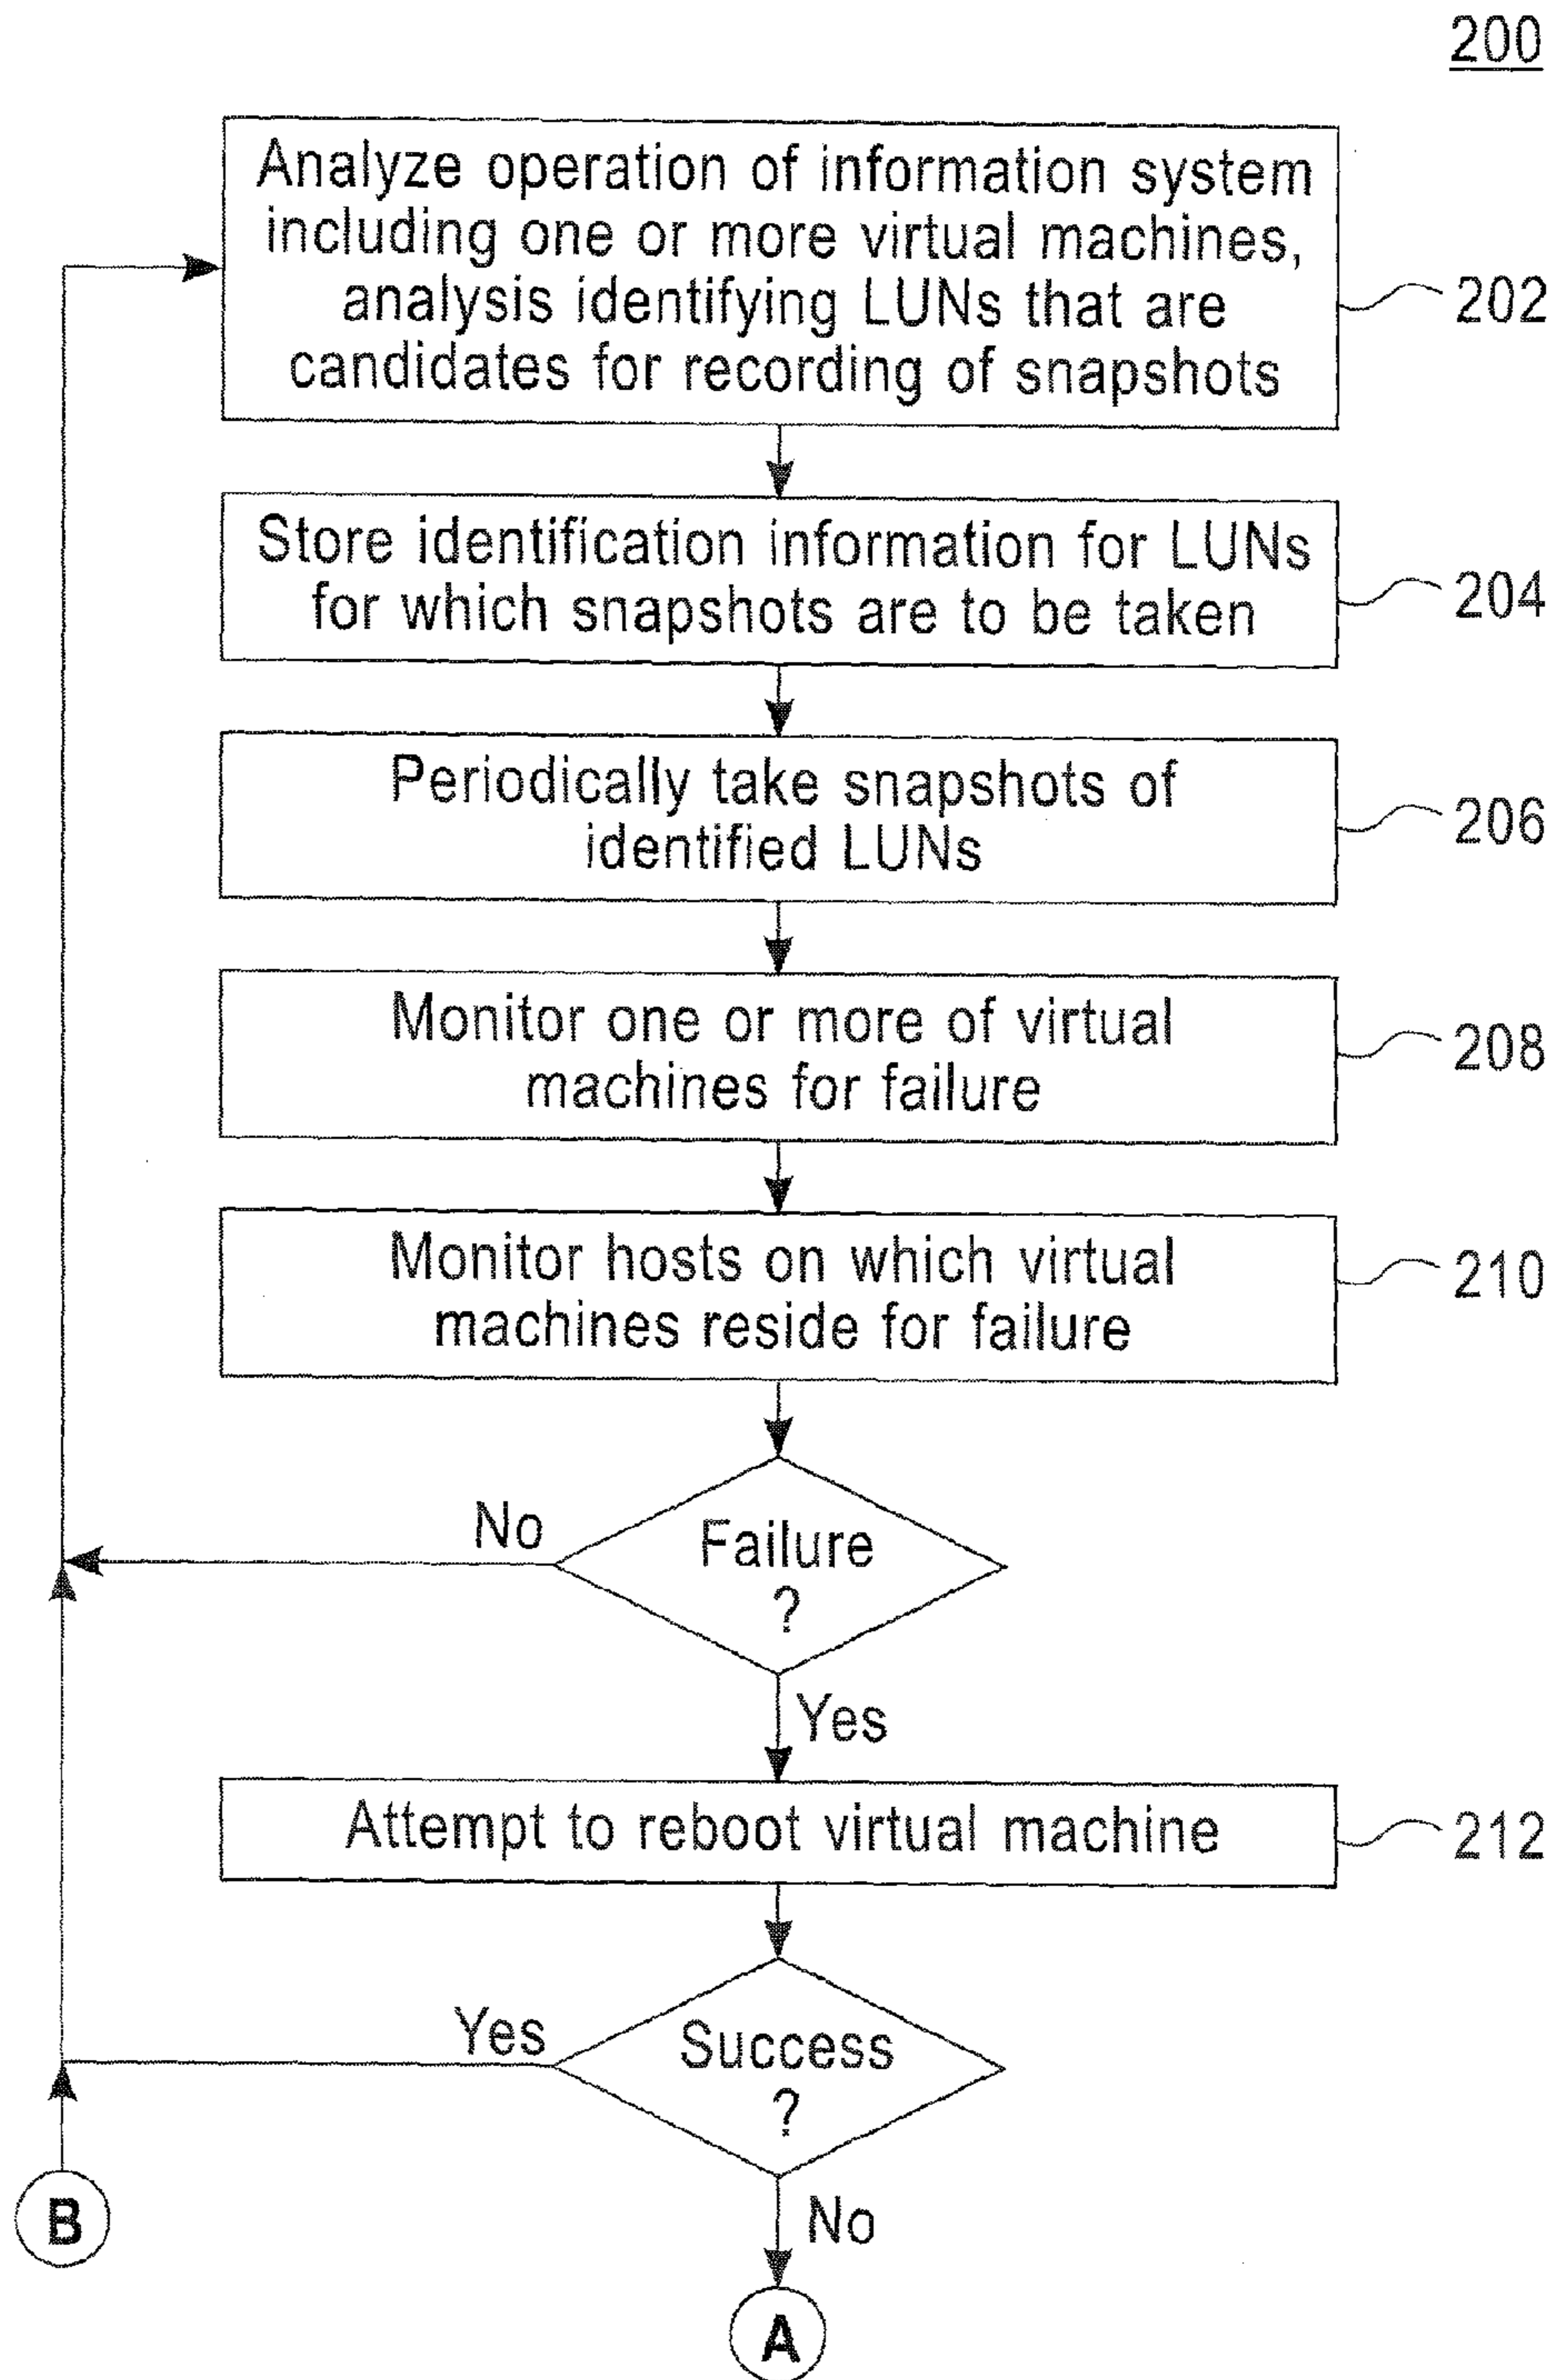 200
Analyze operation of information system
including one or more virtual machines,
analysis identifying LUNs that are
candidates for recording of snapshots
202
Store identification information for LUNs
for which snapshots are to be taken
204
Periodically take snapshots of
identified LUNs
206
Monitor one or more of virtual
machines for failure
208
Monitor hosts on which virtual
machines reside for failure
210
No
Failure
?
Yes
Attempt to reboot virtual machine
212
Yes
Success
?
B
No
A